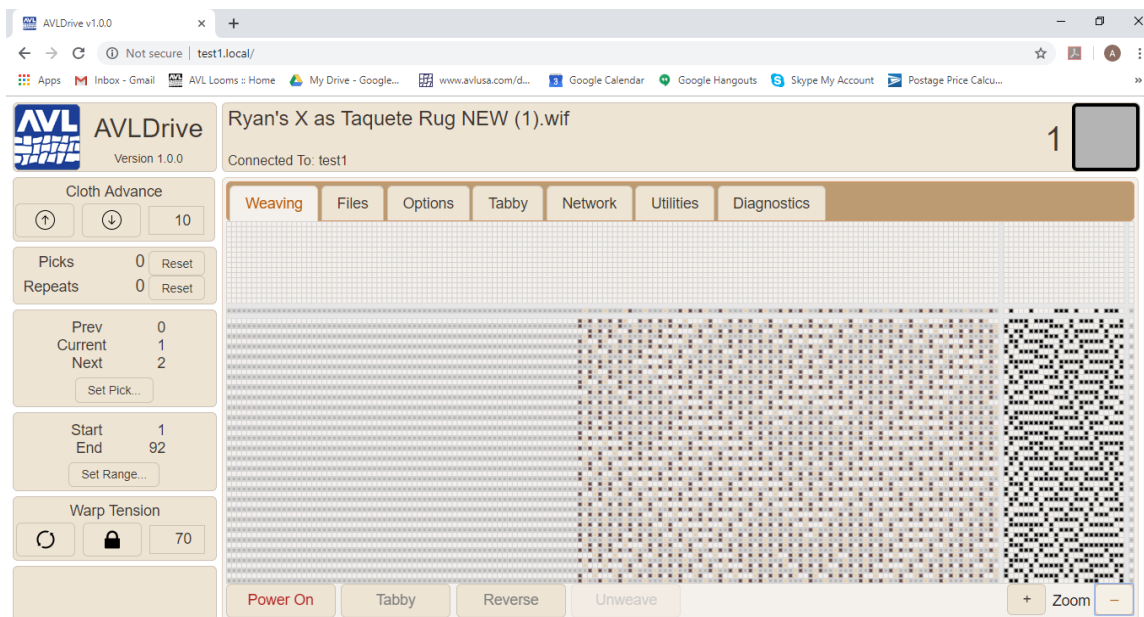 AVLDrive v1.0.0
Not secure | test1.local/
Apps
Inbox - Gmail
AVL Looms :: Home
My Drive - Google...
www.avlusa.com/d...
Google Calendar
Google Hangouts
Skype My Account
Postage Price Calcu...
A
AVL
AVLDrive
Version 1.0.0
Ryan's X as Taquete Rug NEW (1).wif
Connected To: test1
1
Cloth Advance
10
Picks 0 Reset
Repeats 0 Reset
Prev 0
Current 1
Next 2
Set Pick...
Start 1
End 92
Set Range...
Warp Tension
70
Weaving Files Options Tabby Network Utilities Diagnostics
Power On Tabby Reverse Unweave
+ Zoom –